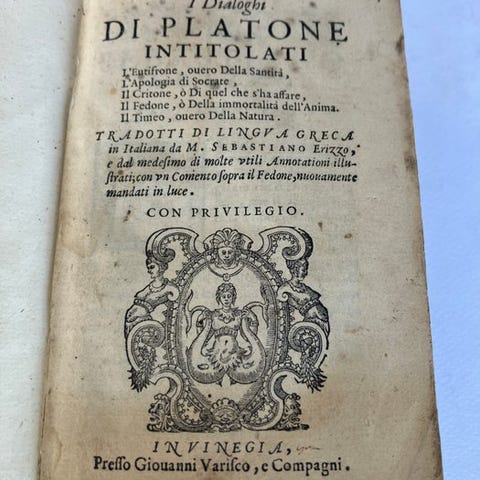 I Dialoghi
DI PLATONE
INTITOLATI
L'Eutifrone, ouero Della Santità,
L'Apologia di Socrate,
Il Critone, ò Di quel che s'ha affare,
Il Fedone, ò Della immortalità dell'Anima.
Il Timeo, ouero Della Natura.
TRADOTTI DI LINGVA GRECA
in Italiana da M. SEBASTIANO Erizzo,
e dal medesimo di molte vtili Annotationi illu-
strati; con vn Comento sopra il Fedone, nuouamente
mandati in luce.
CON PRIVILEGIO.
IN VINEGIA,
Presso Giouanni Varisco, e Compagni.